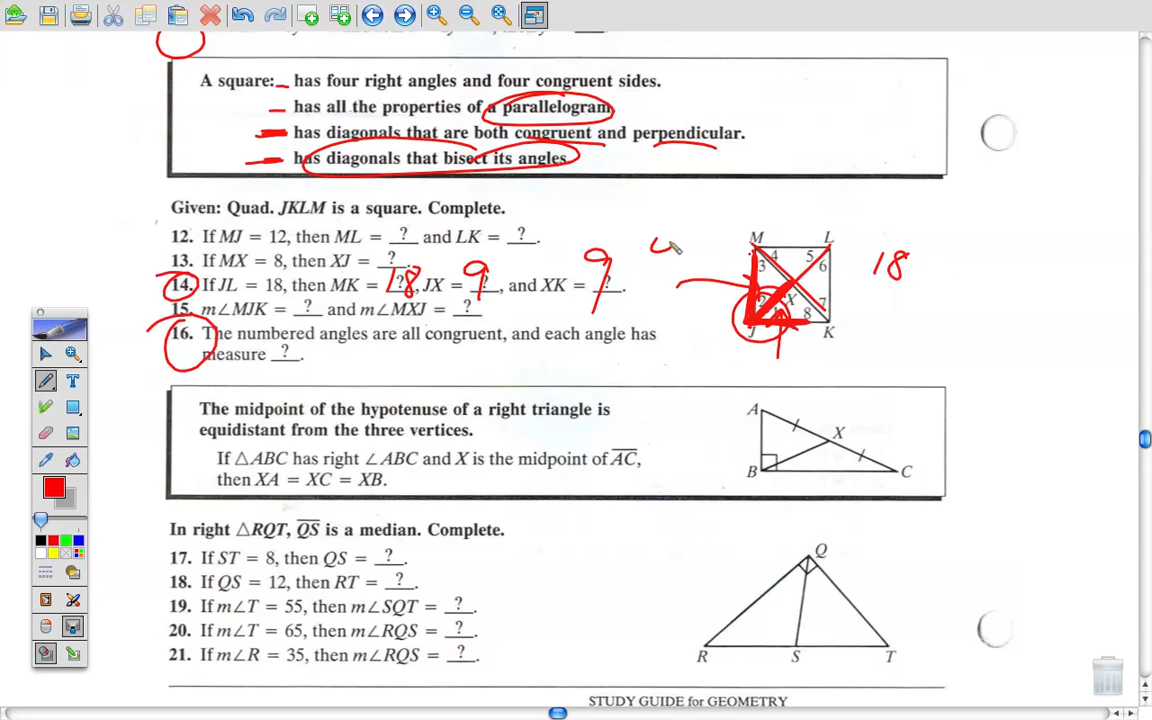 A square: has four right angles and four congruent sides.
has all the properties of a parallelogram.
has diagonals that are both congruent and perpendicular.
has diagonals that bisect its angles.
Given: Quad. JKLM is a square. Complete.
12. If MJ = 12, then ML = ? and LK = ?.
13. If MX = 8, then XJ = ?.
14. If JL = 18, then MK = ?, JX = ?, and XK = ?.
18 9 9
15. m∠MJK = ? and m∠MXJ = ?
16. The numbered angles are all congruent, and each angle has
measure ?.
M L
3 4 5 6
2 X 7
1 8
J K
18
The midpoint of the hypotenuse of a right triangle is
equidistant from the three vertices.
If △ABC has right ∠ABC and X is the midpoint of AC,
then XA = XC = XB.
A
X
B C
In right △RQT, QS is a median. Complete.
17. If ST = 8, then QS = ?.
18. If QS = 12, then RT = ?.
19. If m∠T = 55, then m∠SQT = ?.
20. If m∠T = 65, then m∠RQS = ?.
21. If m∠R = 35, then m∠RQS = ?.
Q
R S T
STUDY GUIDE for GEOMETRY